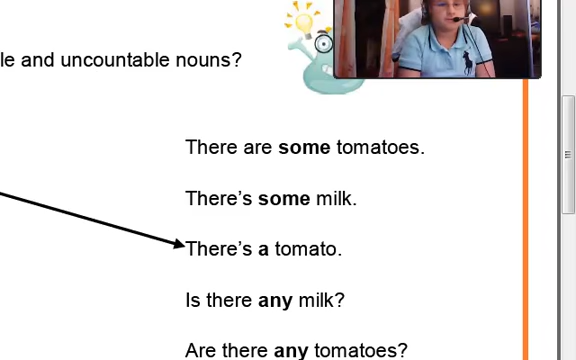 le and uncountable nouns?
There are some tomatoes.
There's some milk.
There's a tomato.
Is there any milk?
Are there any tomatoes?